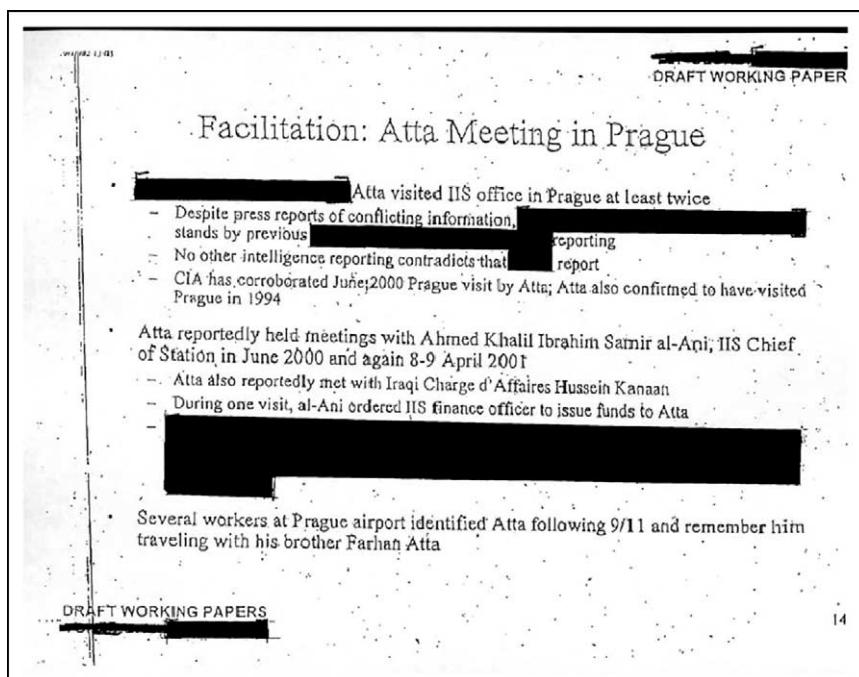 DRAFT WORKING PAPER
Facilitation: Atta Meeting in Prague
• Atta visited IIS office in Prague at least twice
– Despite press reports of conflicting information,
stands by previous reporting
– No other intelligence reporting contradicts that report
– CIA has corroborated June 2000 Prague visit by Atta; Atta also confirmed to have visited
Prague in 1994
• Atta reportedly held meetings with Ahmed Khalil Ibrahim Samir al-Ani, IIS Chief
of Station in June 2000 and again 8-9 April 2001
– Atta also reportedly met with Iraqi Charge d'Affaires Hussein Kanaan
– During one visit, al-Ani ordered IIS finance officer to issue funds to Atta
–
• Several workers at Prague airport identified Atta following 9/11 and remember him
traveling with his brother Farhan Atta
DRAFT WORKING PAPERS
14